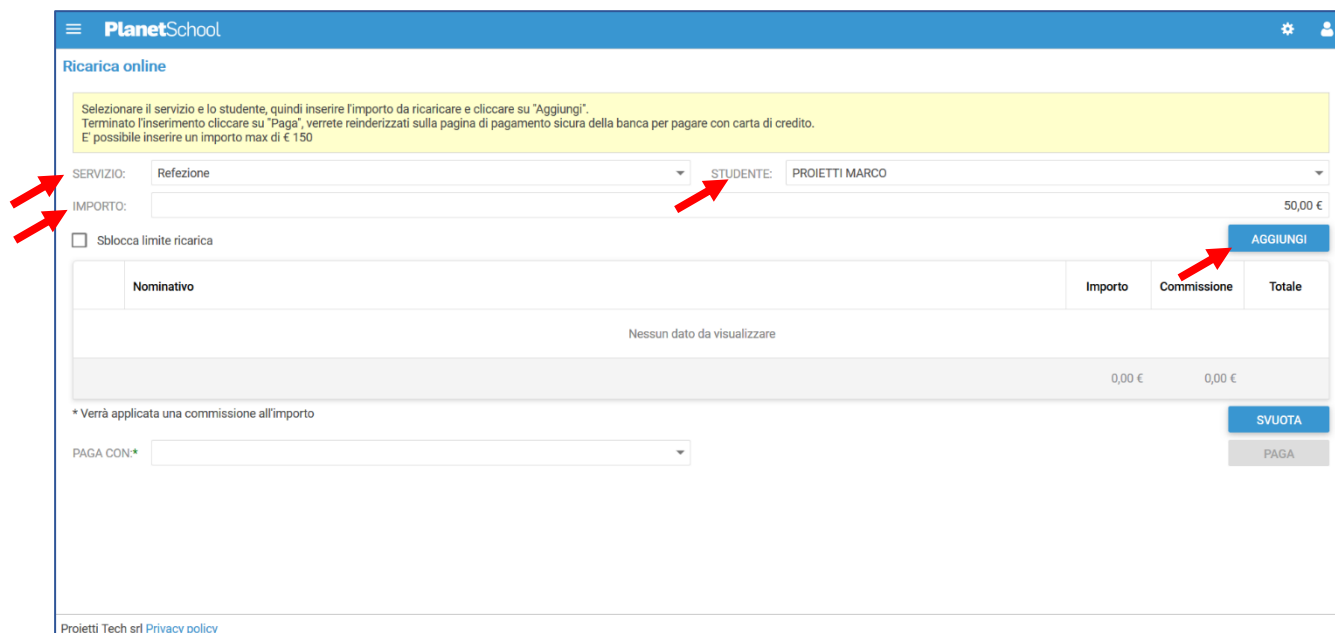 PlanetSchool
Ricarica online
Selezionare il servizio e lo studente, quindi inserire l'importo da ricaricare e cliccare su "Aggiungi".
Terminato l'inserimento cliccare su "Paga", verrete reinderizzati sulla pagina di pagamento sicura della banca per pagare con carta di credito.
E' possibile inserire un importo max di € 150
SERVIZIO: Refezione STUDENTE: PROIETTI MARCO
IMPORTO: 50,00 €
Sblocca limite ricarica AGGIUNGI
Nominativo Importo Commissione Totale
Nessun dato da visualizzare
0,00 € 0,00 €
* Verrà applicata una commissione all'importo SVUOTA
PAGA CON:* PAGA
Proietti Tech srl Privacy policy